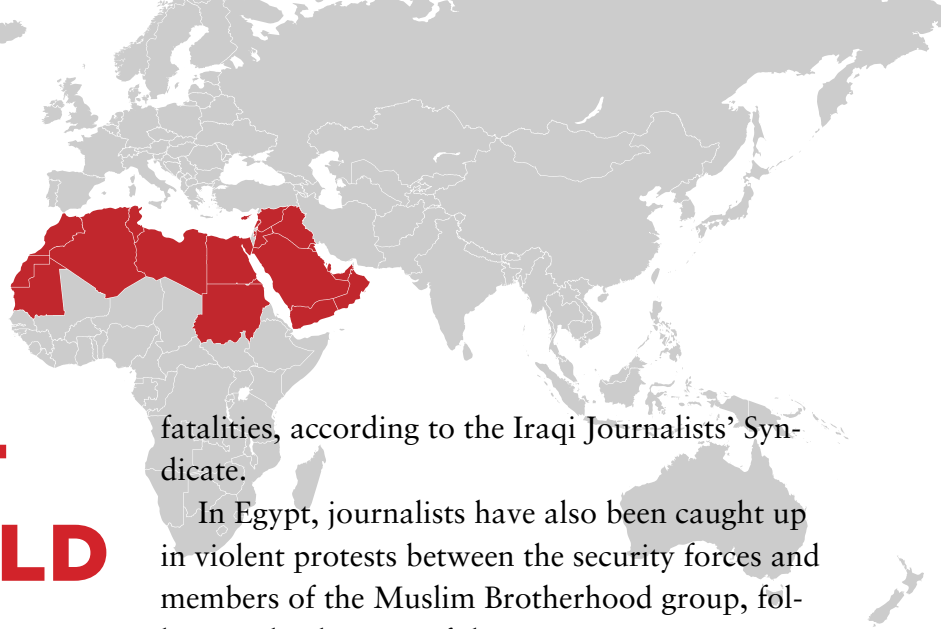 fatalities, according to the Iraqi Journalists’ Syn-
dicate.
LD
In Egypt, journalists have also been caught up
in violent protests between the security forces and
members of the Muslim Brotherhood group, fol-